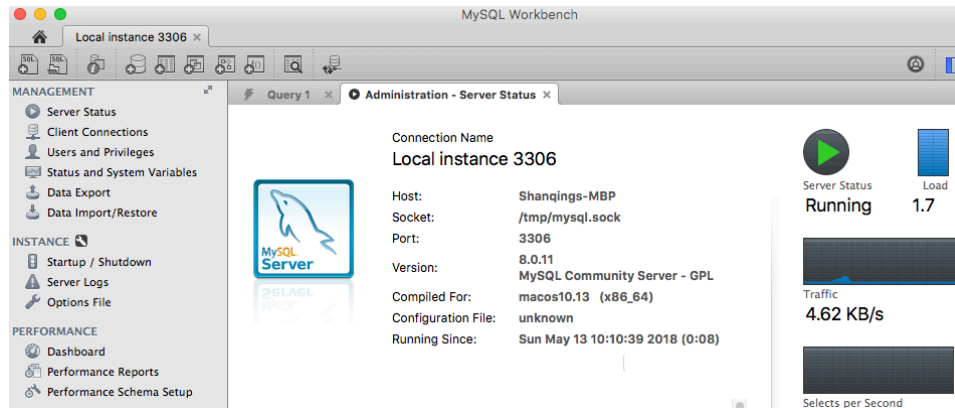 MySQL Workbench
Local instance 3306 ×
MANAGEMENT
Server Status
Client Connections
Users and Privileges
Status and System Variables
Data Export
Data Import/Restore
INSTANCE
Startup / Shutdown
Server Logs
Options File
PERFORMANCE
Dashboard
Performance Reports
Performance Schema Setup
Query 1 × Administration - Server Status ×
MySQL
Server
Connection Name
Local instance 3306
Host: Shanqings-MBP
Socket: /tmp/mysql.sock
Port: 3306
Version: 8.0.11
MySQL Community Server - GPL
Compiled For: macos10.13 (x86_64)
Configuration File: unknown
Running Since: Sun May 13 10:10:39 2018 (0:08)
Server Status Load
Running 1.7
Traffic
4.62 KB/s
Selects per Second